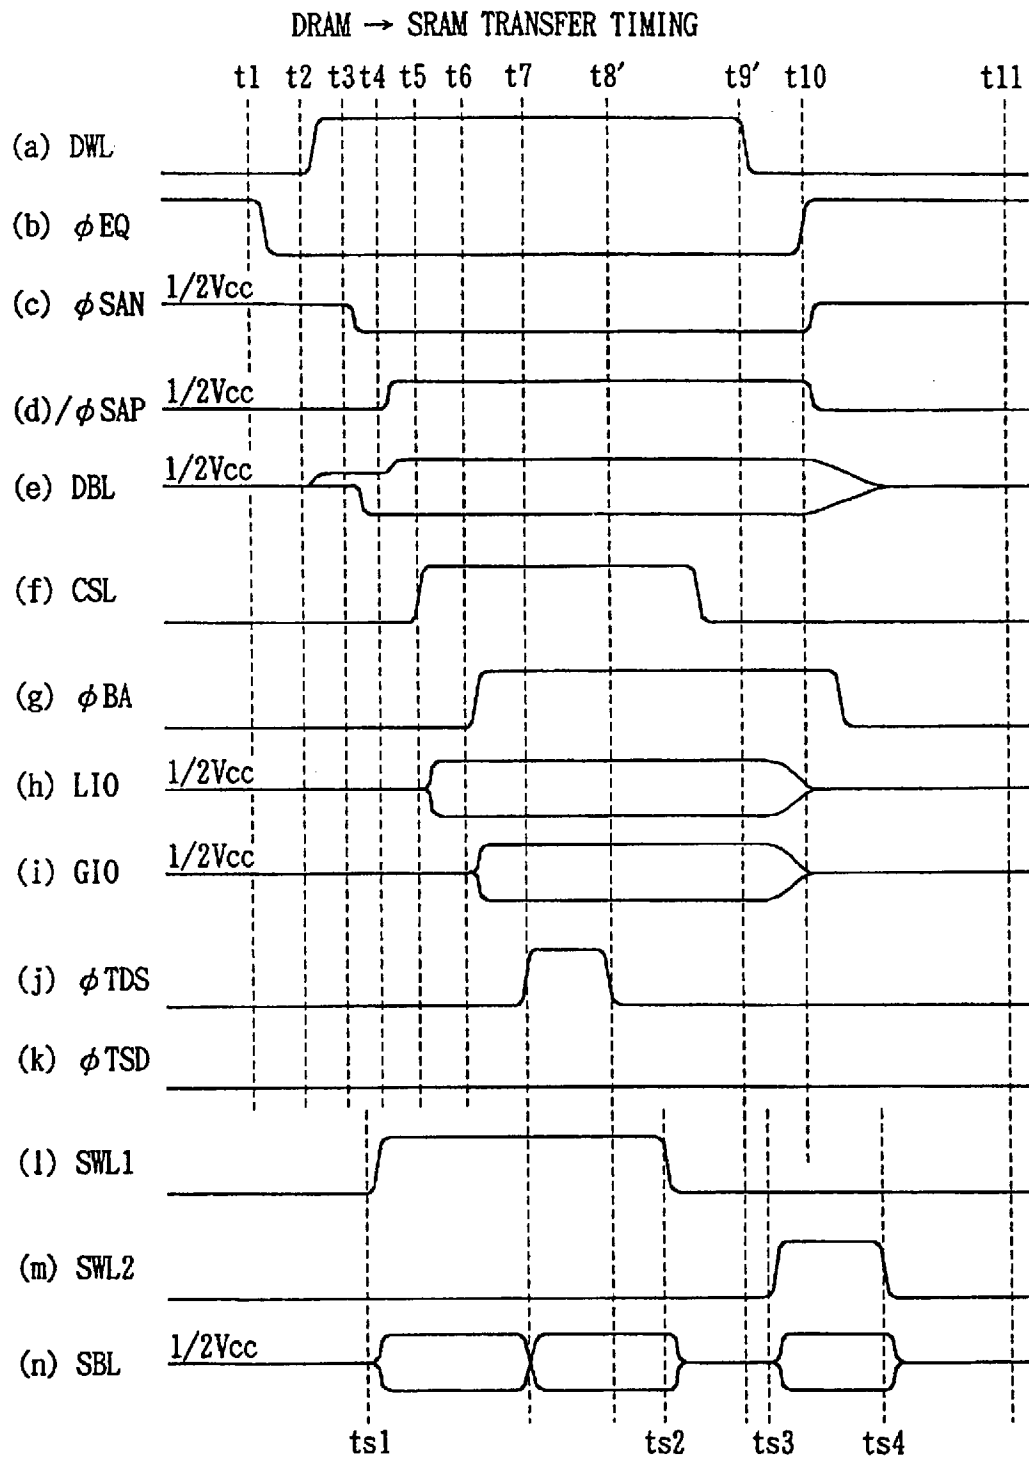 DRAM → SRAM TRANSFER TIMING
t1 t2 t3 t4 t5 t6 t7 t8′ t9′ t10 t11
(a) DWL
(b) φEQ
1/2Vcc
(c) φSAN
1/2Vcc
(d)/φSAP
1/2Vcc
(e) DBL
(f) CSL
(g) φBA
1/2Vcc
(h) LIO
1/2Vcc
(i) GIO
(j) φTDS
(k) φTSD
(l) SWL1
(m) SWL2
1/2Vcc
(n) SBL
ts1 ts2 ts3 ts4